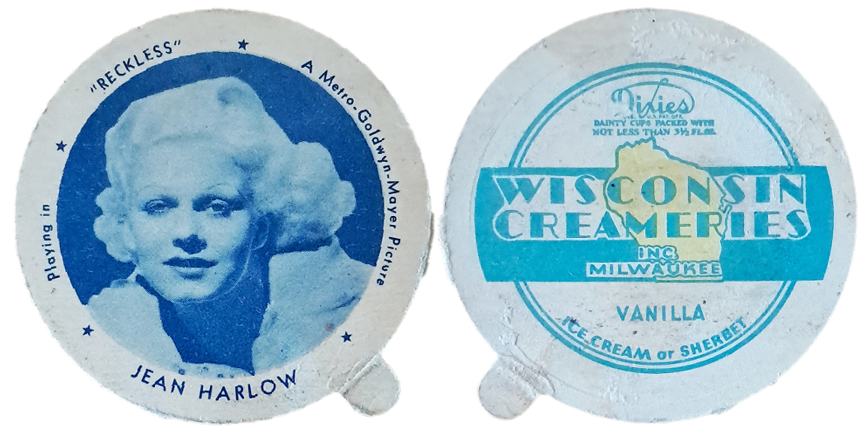 Playing in "RECKLESS"
A Metro-Goldwyn-Mayer Picture
JEAN HARLOW
Dixies
DAINTY CUPS PACKED WITH
NOT LESS THAN 3½ FL.OZ.
WISCONSIN
CREAMERIES
INC
MILWAUKEE
VANILLA
ICE CREAM or SHERBET